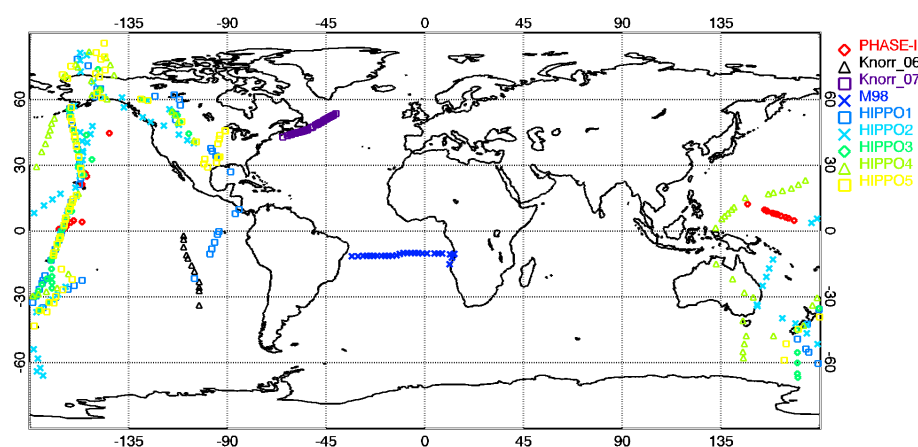 -135 -90 -45 0 45 90 135
PHASE-I
Knorr_06
Knorr_07
M98
HIPPO1
HIPPO2
HIPPO3
HIPPO4
HIPPO5
60 60
30 30
0 0
-30 -30
-60 -60
-135 -90 -45 0 45 90 135